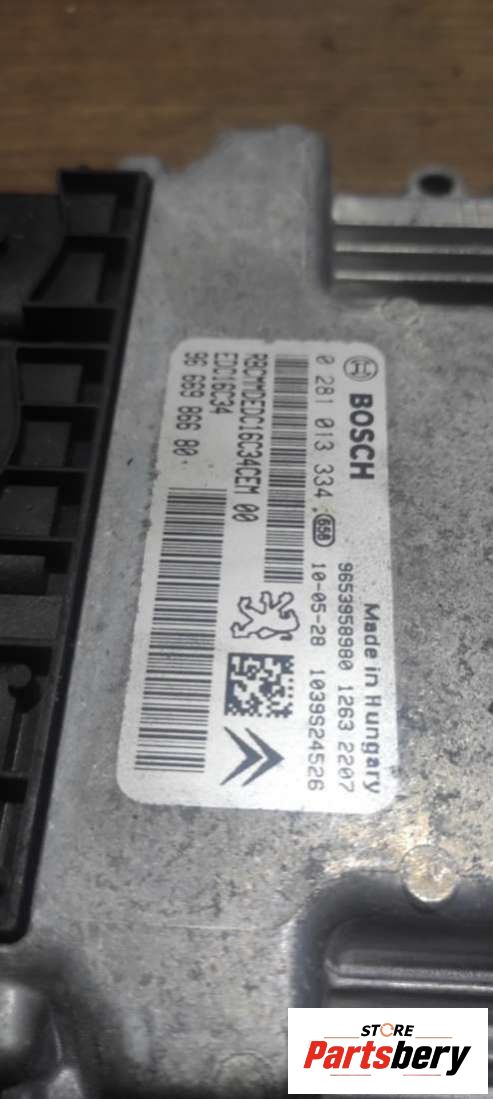 BOSCH
Made in Hungary
9653958980 1263 2207
0 281 013 334 . 656
10-05-28 1039S24526
RBCMMDEDC16C34CEM 00
EDC16C34
96 669 866 80.
STORE
Partsbery